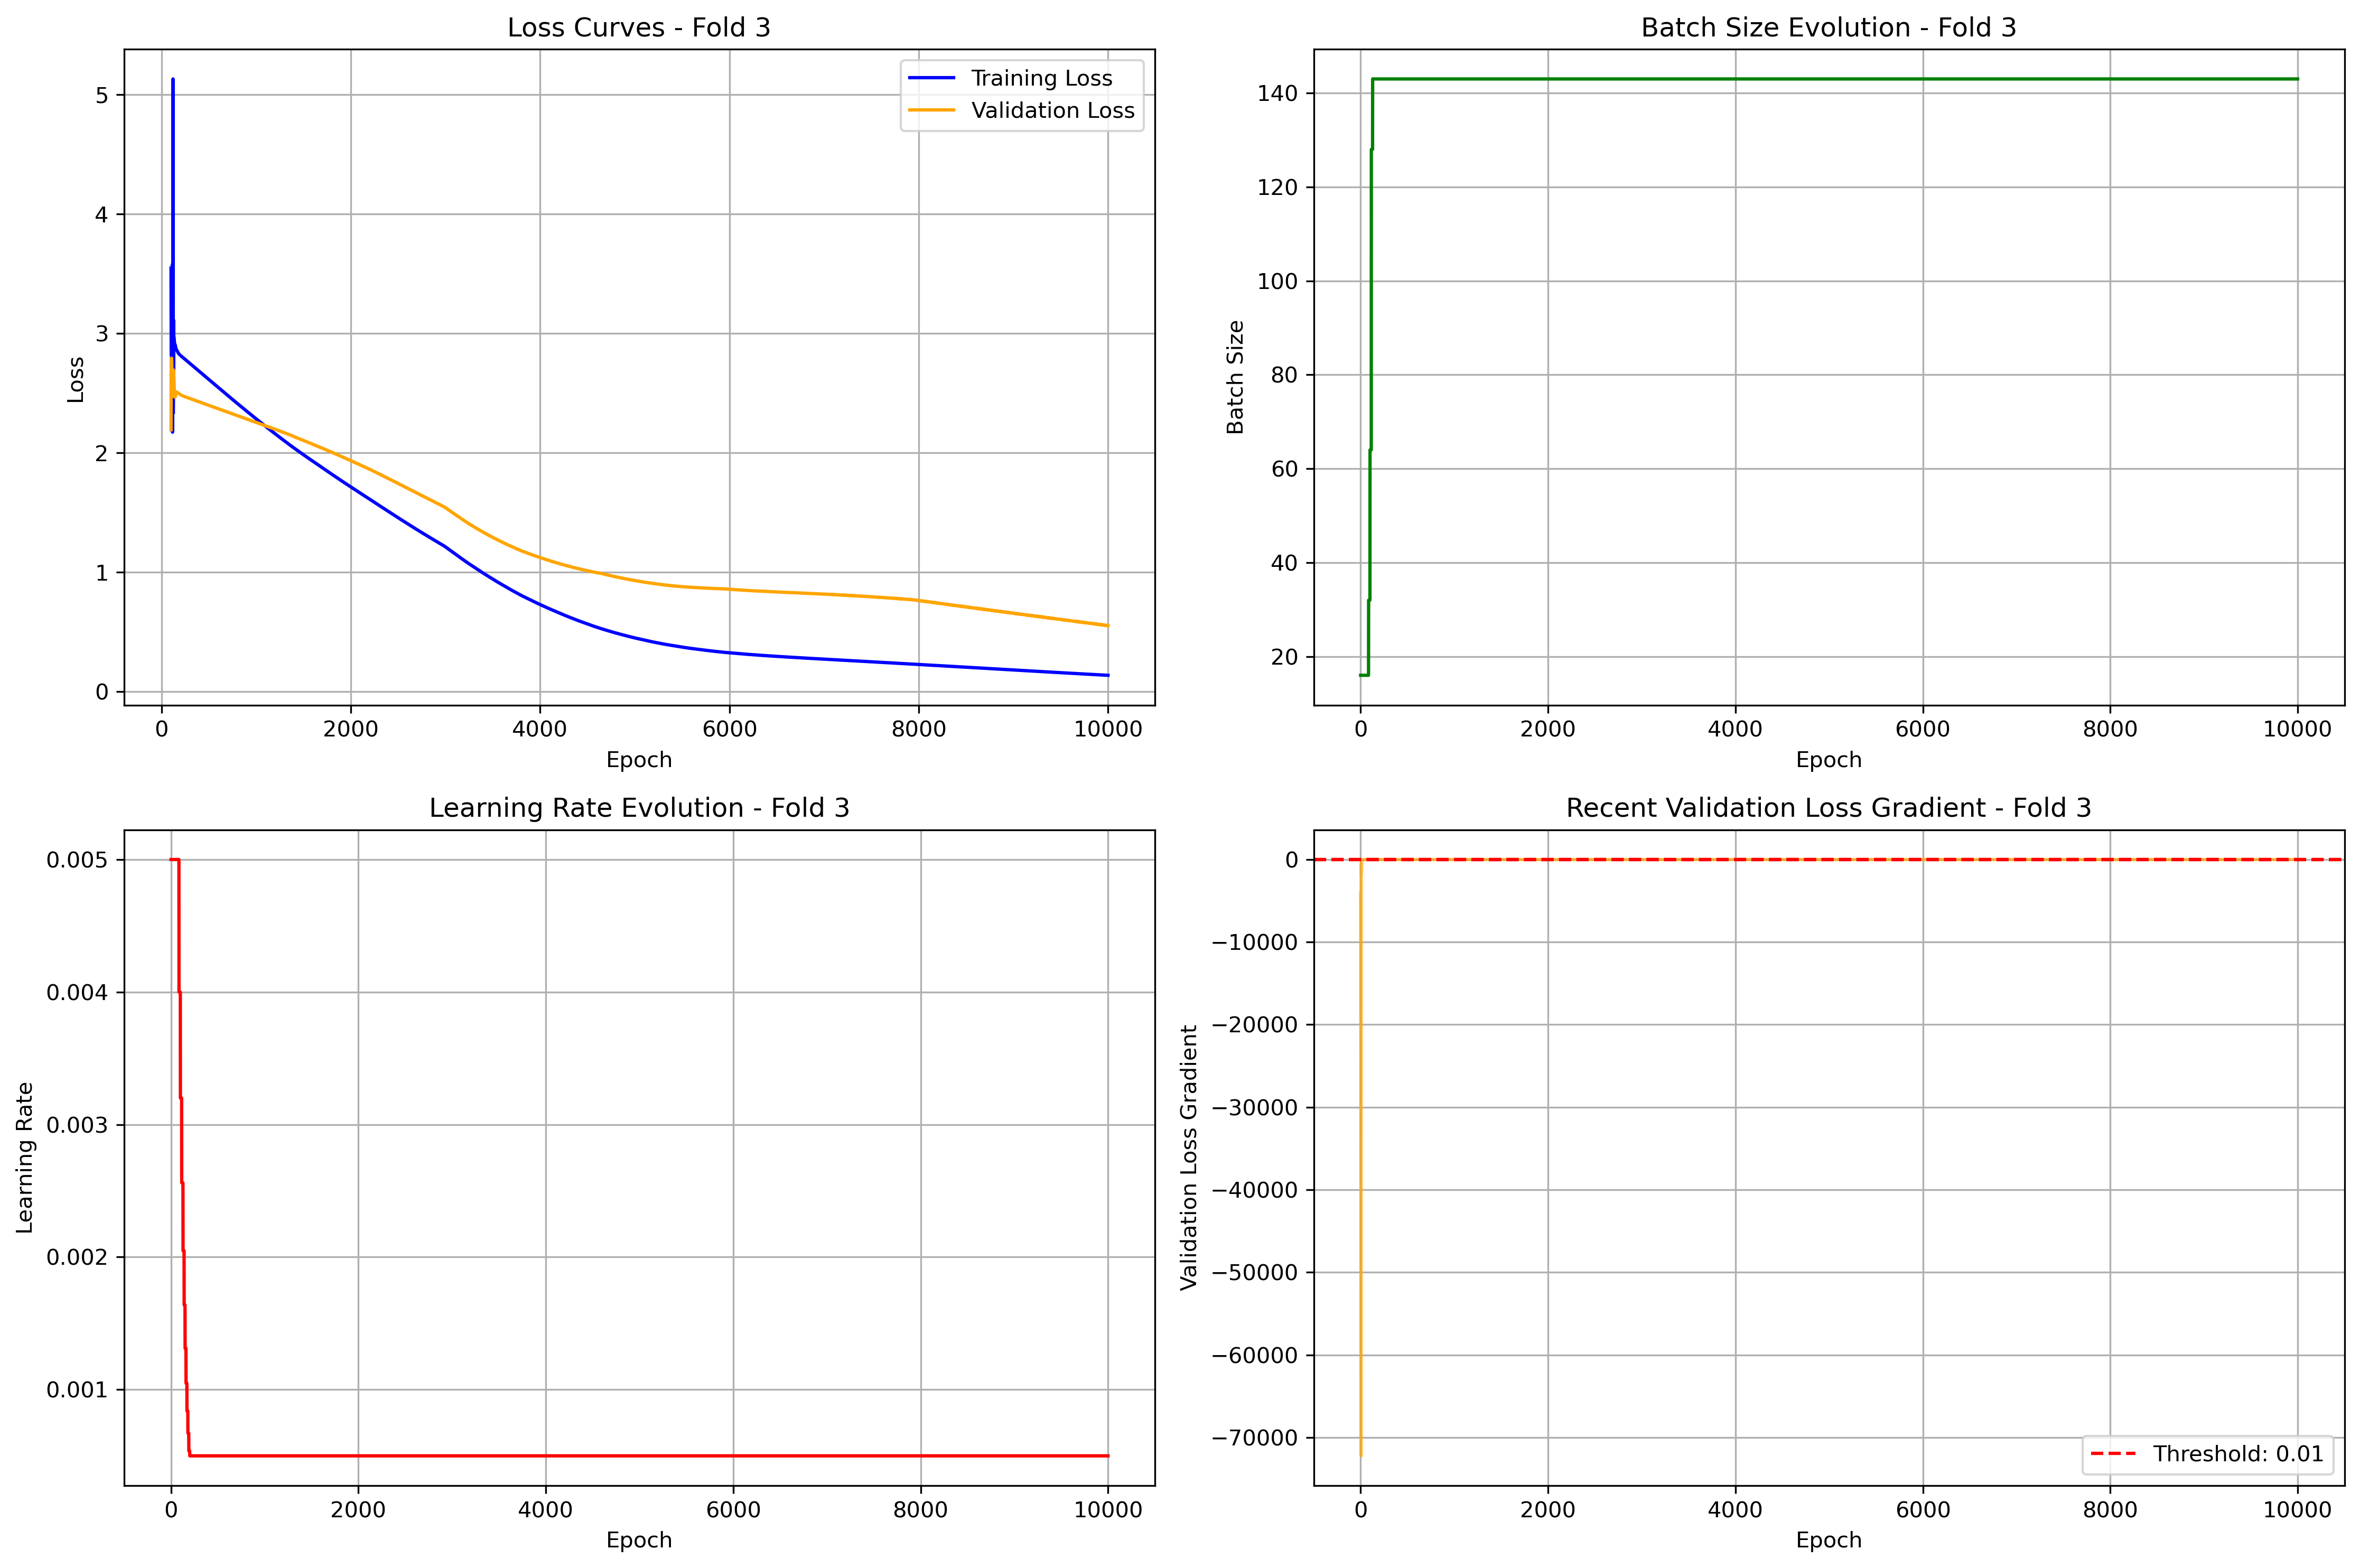 Loss Curves - Fold 3
Training Loss
Validation Loss
5
4
3
2
1
0
Loss
0 2000 4000 6000 8000 10000
Epoch
Batch Size Evolution - Fold 3
140
120
100
80
60
40
20
Batch Size
0 2000 4000 6000 8000 10000
Epoch
Learning Rate Evolution - Fold 3
0.005
0.004
0.003
0.002
0.001
Learning Rate
0 2000 4000 6000 8000 10000
Epoch
Recent Validation Loss Gradient - Fold 3
0
−10000
−20000
−30000
−40000
−50000
−60000
−70000
Validation Loss Gradient
Threshold: 0.01
0 2000 4000 6000 8000 10000
Epoch